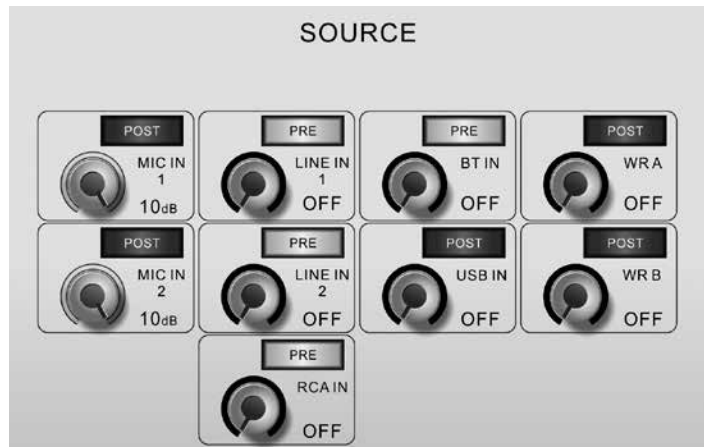 SOURCE
POST
MIC IN
1
10dB
PRE
LINE IN
1
OFF
PRE
BT IN
OFF
POST
WR A
OFF
POST
MIC IN
2
10dB
PRE
LINE IN
2
OFF
POST
USB IN
OFF
POST
WR B
OFF
PRE
RCA IN
OFF